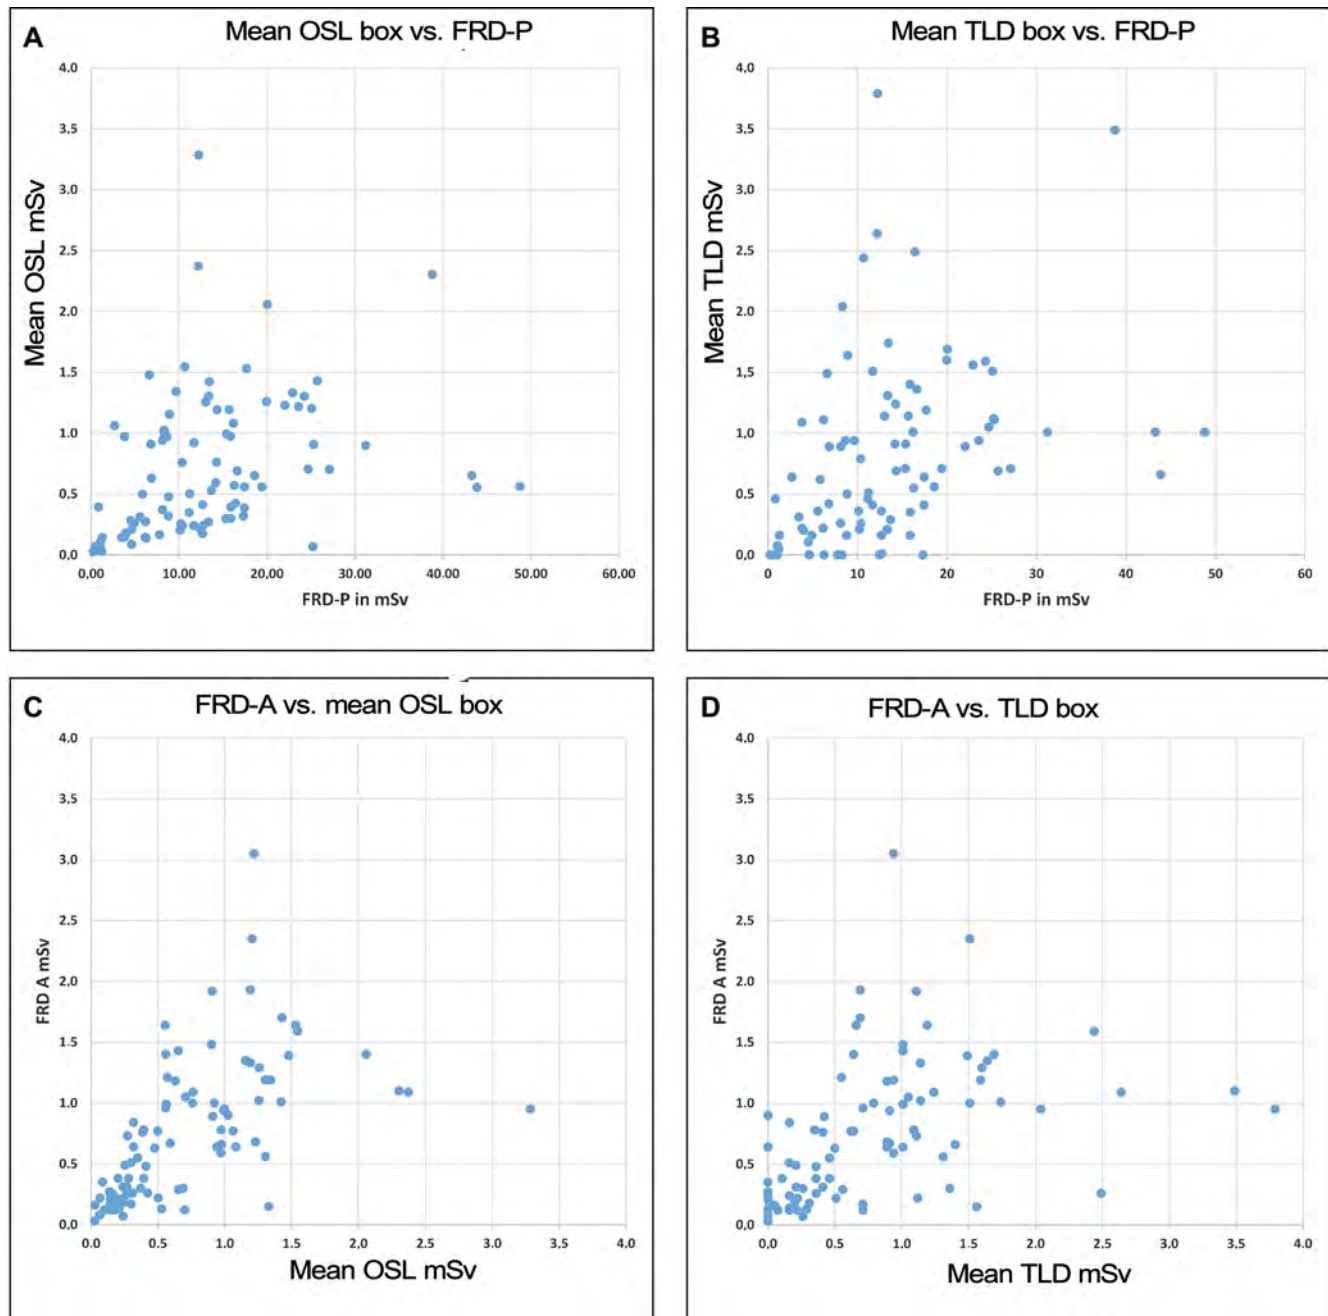 A
Mean OSL box vs. FRD-P
4.0
3.5
3.0
2.5
2.0
1.5
1.0
0.5
0.0
Mean OSL mSv
0,00 10.00 20.00 30.00 40.00 50.00 60.00
FRD-P in mSv
B
Mean TLD box vs. FRD-P
4.0
3.5
3.0
2.5
2.0
1.5
1.0
0.5
0.0
Mean TLD mSv
0 10 20 30 40 50 60
FRD-P in mSv
C
FRD-A vs. mean OSL box
4.0
3.5
3.0
2.5
2.0
1.5
1.0
0.5
0.0
FRD A mSv
0.0 0.5 1.0 1.5 2.0 2.5 3.0 3.5 4.0
Mean OSL mSv
D
FRD-A vs. TLD box
4.0
3.5
3.0
2.5
2.0
1.5
1.0
0.5
0,0
FRD A mSv
0.0 0.5 1.0 1.5 2.0 2.5 3.0 3.5 4.0
Mean TLD mSv